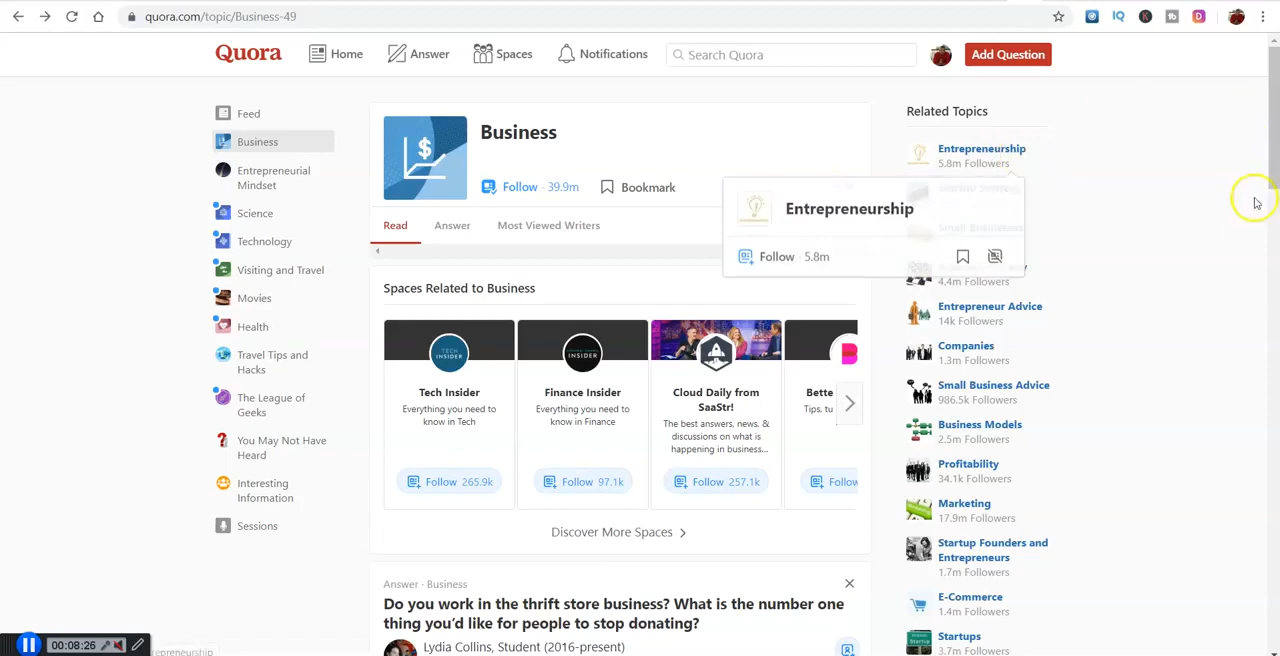 quora.com/topic/Business-49
Quora
Home
Answer
Spaces
Notifications
Search Quora
Add Question
Feed
Business
Entrepreneurial
Mindset
Science
Technology
Visiting and Travel
Movies
Health
Travel Tips and
Hacks
The League of
Geeks
You May Not Have
Heard
Interesting
Information
Sessions
Business
Follow · 39.9m
Bookmark
Read
Answer
Most Viewed Writers
Spaces Related to Business
TECH
INSIDER
Tech Insider
Everything you need to
know in Tech
Follow 265.9k
INSIDER
Finance Insider
Everything you need to
know in Finance
Follow 97.1k
Cloud Daily from
SaaStr!
The best answers, news, &
discussions on what is
happening in business...
Follow 257.1k
Bette
Tips, tu
Follow
Discover More Spaces
Answer · Business
Do you work in the thrift store business? What is the number one
thing you'd like for people to stop donating?
Lydia Collins, Student (2016-present)
Related Topics
Entrepreneurship
5.8m Followers
Entrepreneurship
Follow · 5.8m
4.4m Followers
Entrepreneur Advice
14k Followers
Companies
1.3m Followers
Small Business Advice
986.5k Followers
Business Models
2.5m Followers
Profitability
34.1k Followers
Marketing
17.9m Followers
Startup Founders and
Entrepreneurs
1.7m Followers
E-Commerce
1.4m Followers
Startups
3.7m Followers
00:08:26
repreneurship